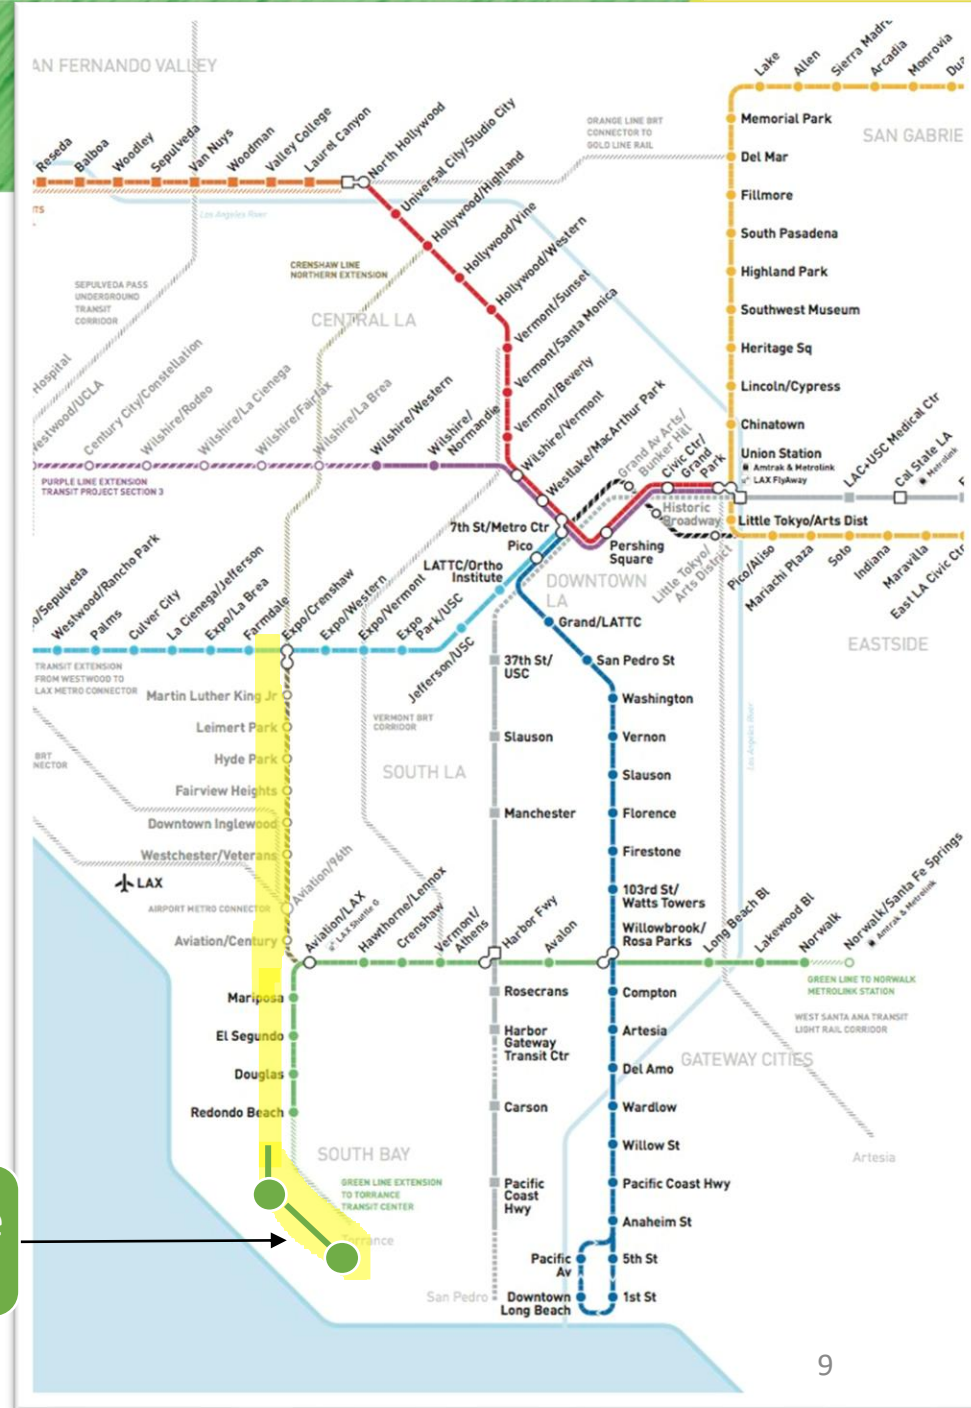 AN FERNANDO VALLEY
Reseda
Balboa
Woodley
Sepulveda
Van Nuys
Woodman
Valley College
Laurel Canyon
North Hollywood
Universal City/Studio City
Hollywood/Highland
Hollywood/Vine
Hollywood/Western
Vermont/Sunset
Vermont/Santa Monica
Vermont/Beverly
Wilshire/Vermont
Westlake/MacArthur Park
ORANGE LINE BRT
CONNECTOR TO
GOLD LINE RAIL
Lake
Allen
Sierra Madre
Arcadia
Monrovia
Dua
Memorial Park
SAN GABRIE
Del Mar
Fillmore
South Pasadena
Highland Park
Southwest Museum
Heritage Sq
Lincoln/Cypress
Chinatown
Union Station
Amtrak & Metrolink
LAX FlyAway
LAC+USC Medical Ctr
Cal State LA
Metrolink
Los Angeles River
CRENSHAW LINE
NORTHERN EXTENSION
SEPULVEDA PASS
UNDERGROUND
TRANSIT
CORRIDOR
CENTRAL LA
Hospital
Westwood/UCLA
Century City/Constellation
Wilshire/Rodeo
Wilshire/La Cienega
Wilshire/Fairfax
Wilshire/La Brea
Wilshire/Western
Wilshire/
Normandie
PURPLE LINE EXTENSION
TRANSIT PROJECT SECTION 3
Grand Av Arts/
Bunker Hill
Civic Ctr/
Grand
Park
Historic
Broadway
7th St/Metro Ctr
Pico
Pershing
Square
LATTC/Ortho
Institute
DOWNTOWN
LA
Little Tokyo/
Arts District
Little Tokyo/Arts Dist
Pico/Aliso
Mariachi Plaza
Soto
Indiana
Maravilla
East LA Civic Ctr
EASTSIDE
o/Sepulveda
Westwood/Rancho Park
Palms
Culver City
La Cienega/Jefferson
Expo/La Brea
Farmdale
Expo/Crenshaw
Expo/Western
Expo/Vermont
Expo
Park/USC
Jefferson/USC
TRANSIT EXTENSION
FROM WESTWOOD TO
LAX METRO CONNECTOR
Martin Luther King Jr
Leimert Park
Hyde Park
Fairview Heights
Downtown Inglewood
Westchester/Veterans
LAX
Aviation/96th
AIRPORT METRO CONNECTOR
Aviation/Century
BRT
NECTOR
VERMONT BRT
CORRIDOR
SOUTH LA
Grand/LATTC
San Pedro St
Washington
Vernon
Slauson
Florence
Firestone
103rd St/
Watts Towers
Willowbrook/
Rosa Parks
37th St/
USC
Slauson
Manchester
Los Angeles River
Aviation/LAX
LAX Shuttle G
Hawthorne/Lennox
Crenshaw
Vermont/
Athens
Harbor Fwy
Avalon
Long Beach Bl
Lakewood Bl
Norwalk
Norwalk/Santa Fe Springs
Amtrak & Metrolink
GREEN LINE TO NORWALK
METROLINK STATION
WEST SANTA ANA TRANSIT
LIGHT RAIL CORRIDOR
GATEWAY CITIES
Artesia
Mariposa
El Segundo
Douglas
Redondo Beach
SOUTH BAY
GREEN LINE EXTENSION
TO TORRANCE
TRANSIT CENTER
Torrance
Rosecrans
Harbor
Gateway
Transit Ctr
Carson
Pacific
Coast
Hwy
San Pedro
Compton
Artesia
Del Amo
Wardlow
Willow St
Pacific Coast Hwy
Anaheim St
Pacific
Av
5th St
Downtown
Long Beach
1st St
9